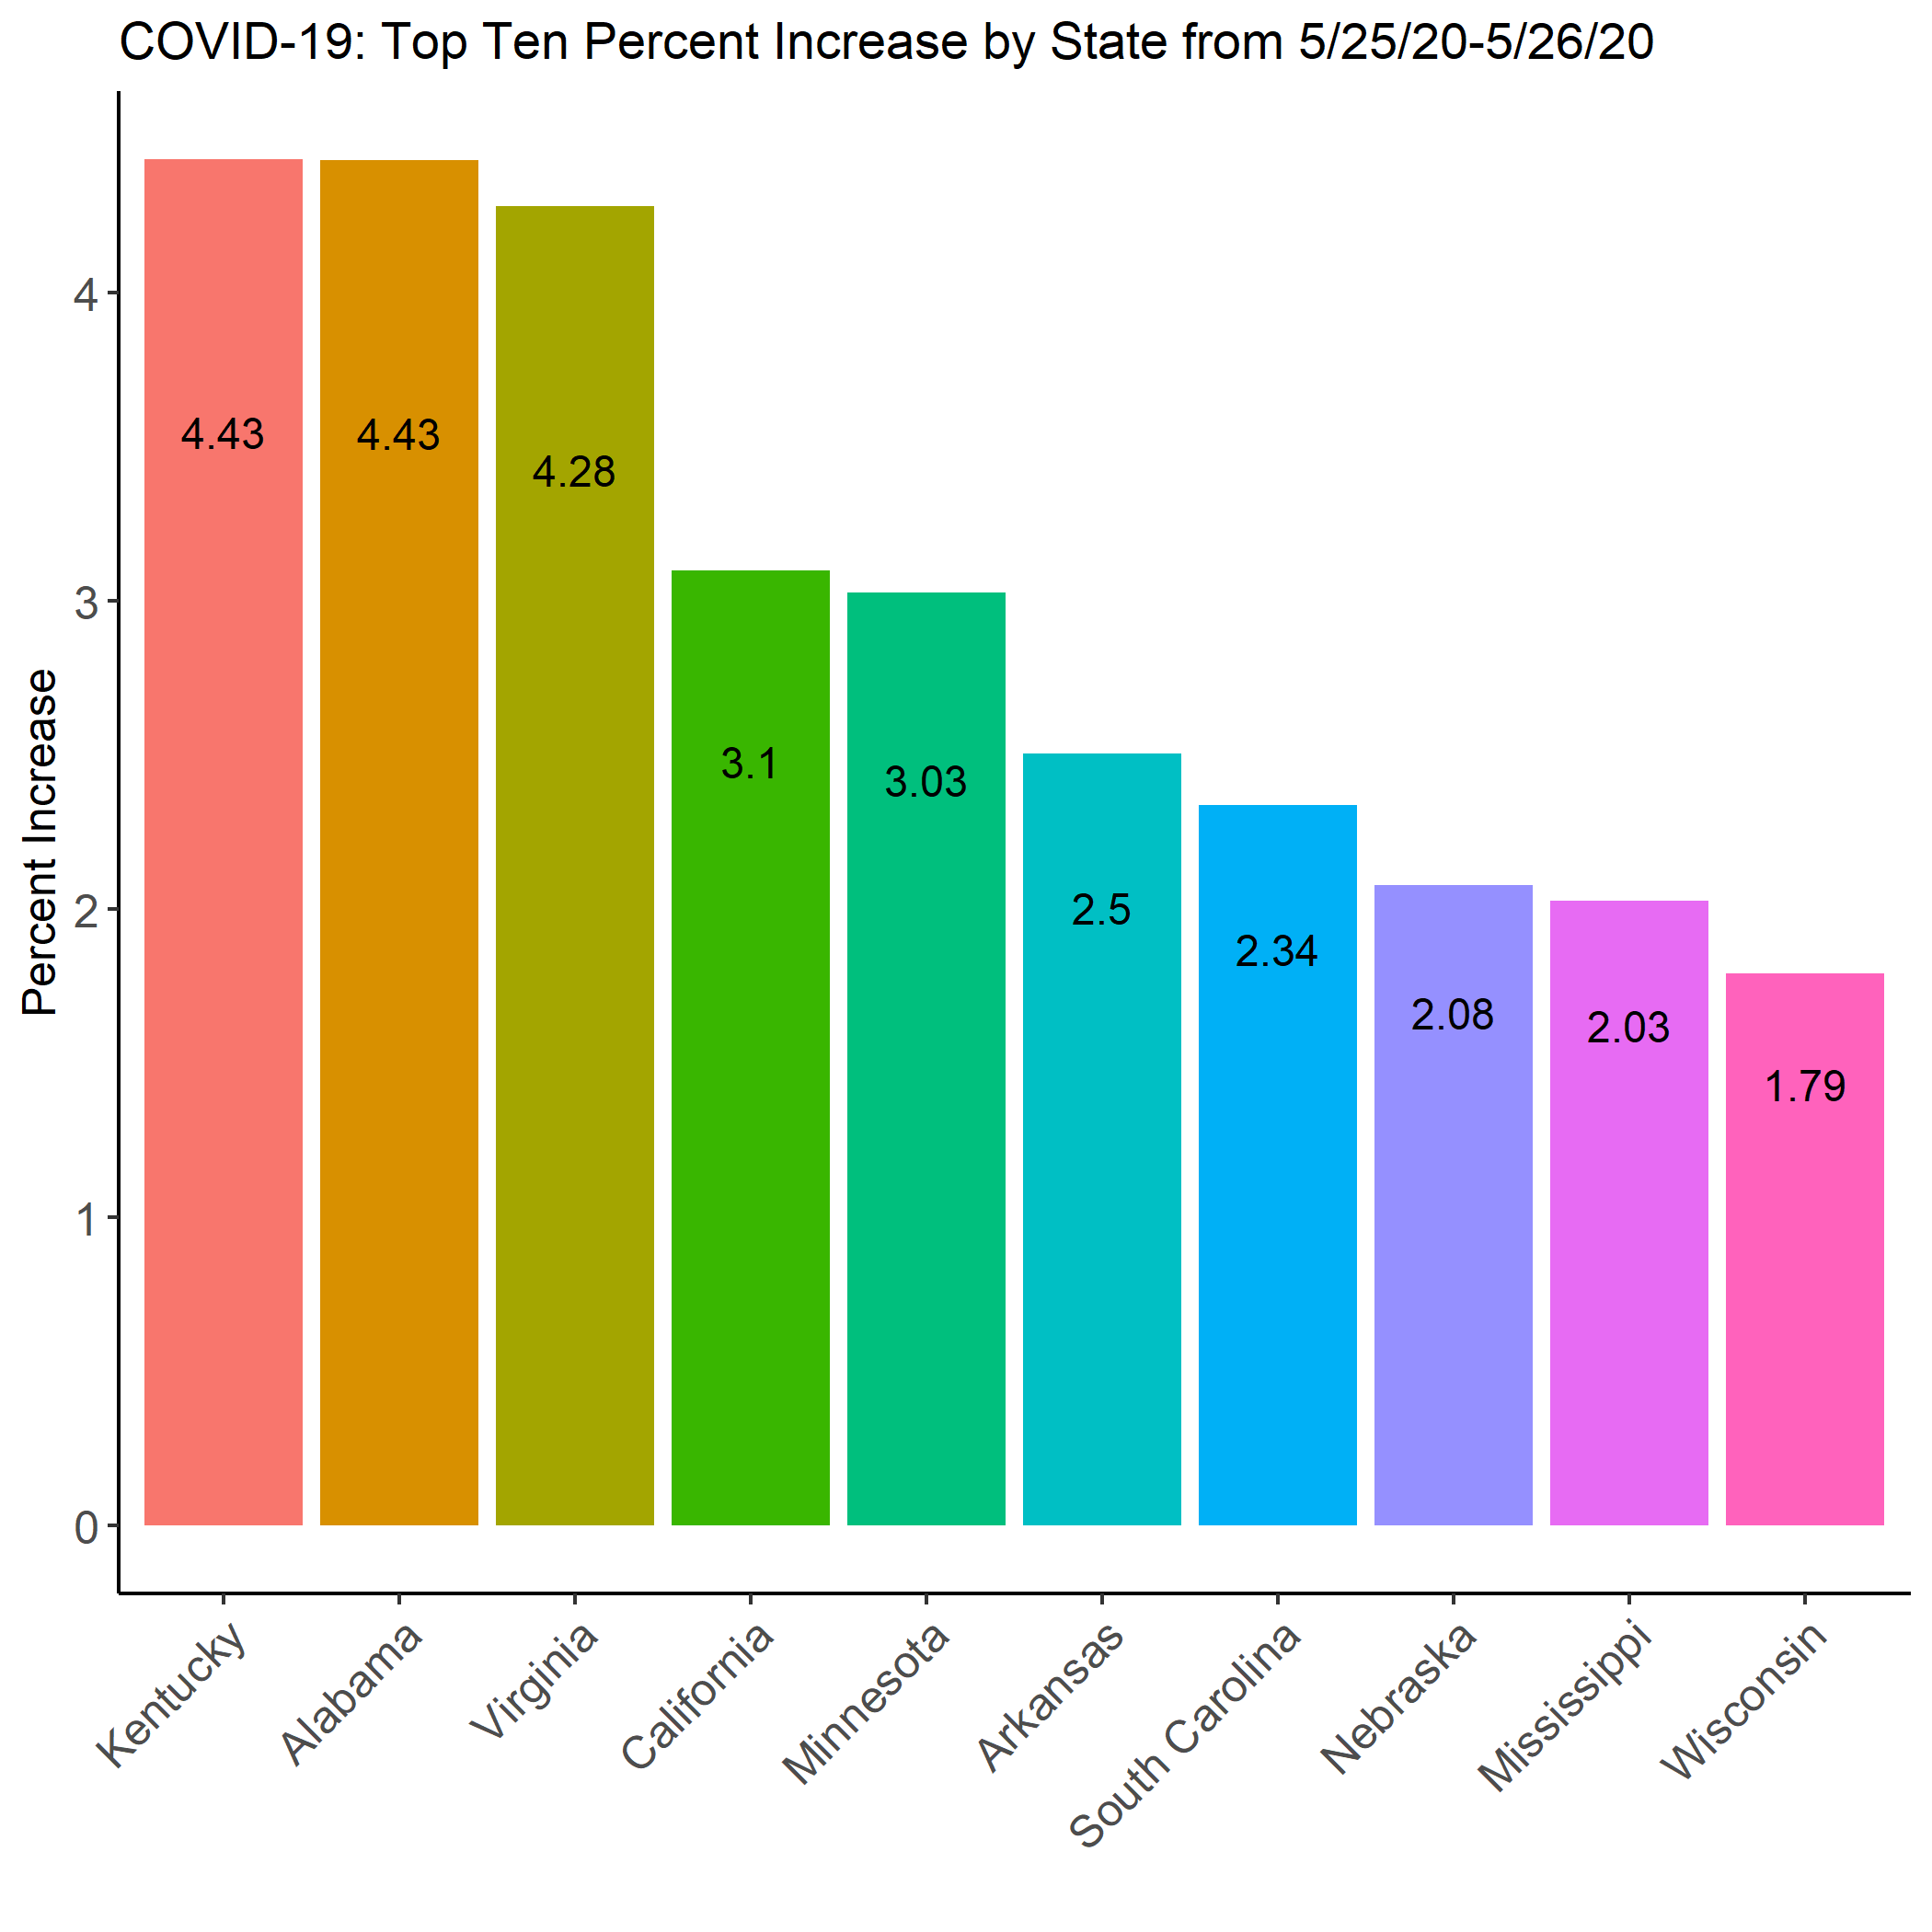 COVID-19: Top Ten Percent Increase by State from 5/25/20-5/26/20
Percent Increase
4
3
2
1
0
4.43
4.43
4.28
3.1
3.03
2.5
2.34
2.08
2.03
1.79
Kentucky
Alabama
Virginia
California
Minnesota
Arkansas
South Carolina
Nebraska
Mississippi
Wisconsin